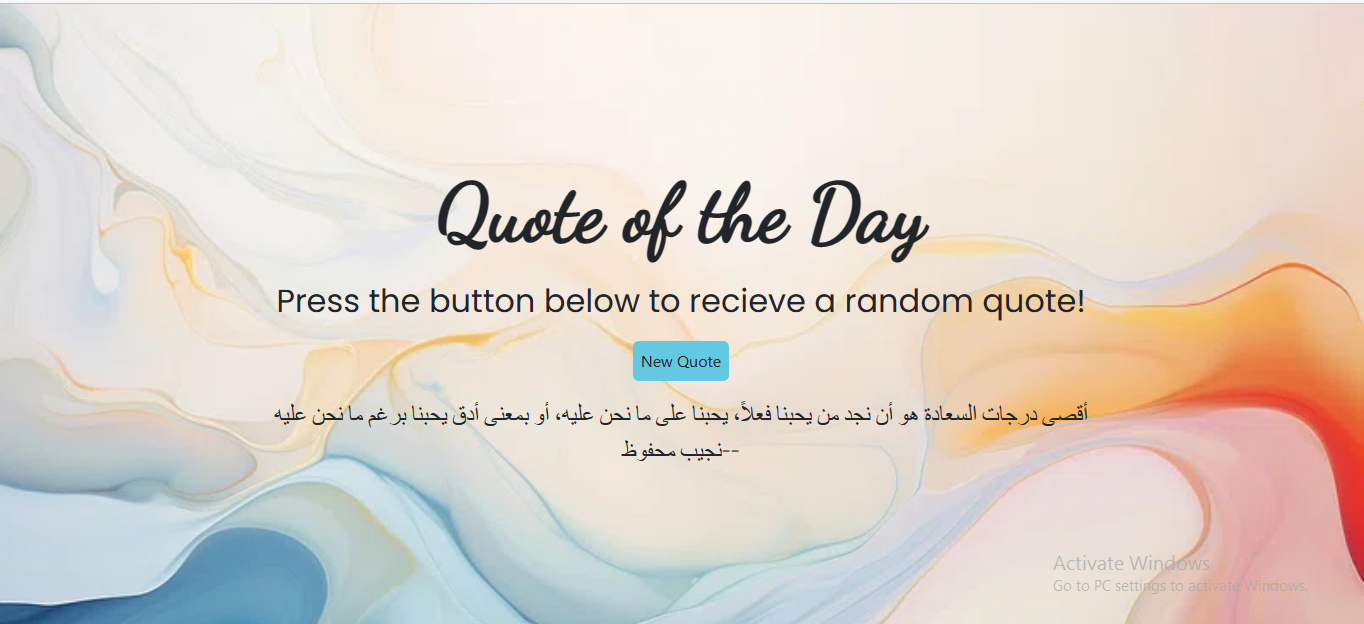 Quote of the Day
Press the button below to recieve a random quote!
New Quote
أقصى درجات السعادة هو أن نجد من يحبنا فعلاً، يحبنا على ما نحن عليه، أو بمعنى أدق يحبنا برغم ما نحن عليه
--نجيب محفوظ
Activate Windows
Go to PC settings to activate Windows.